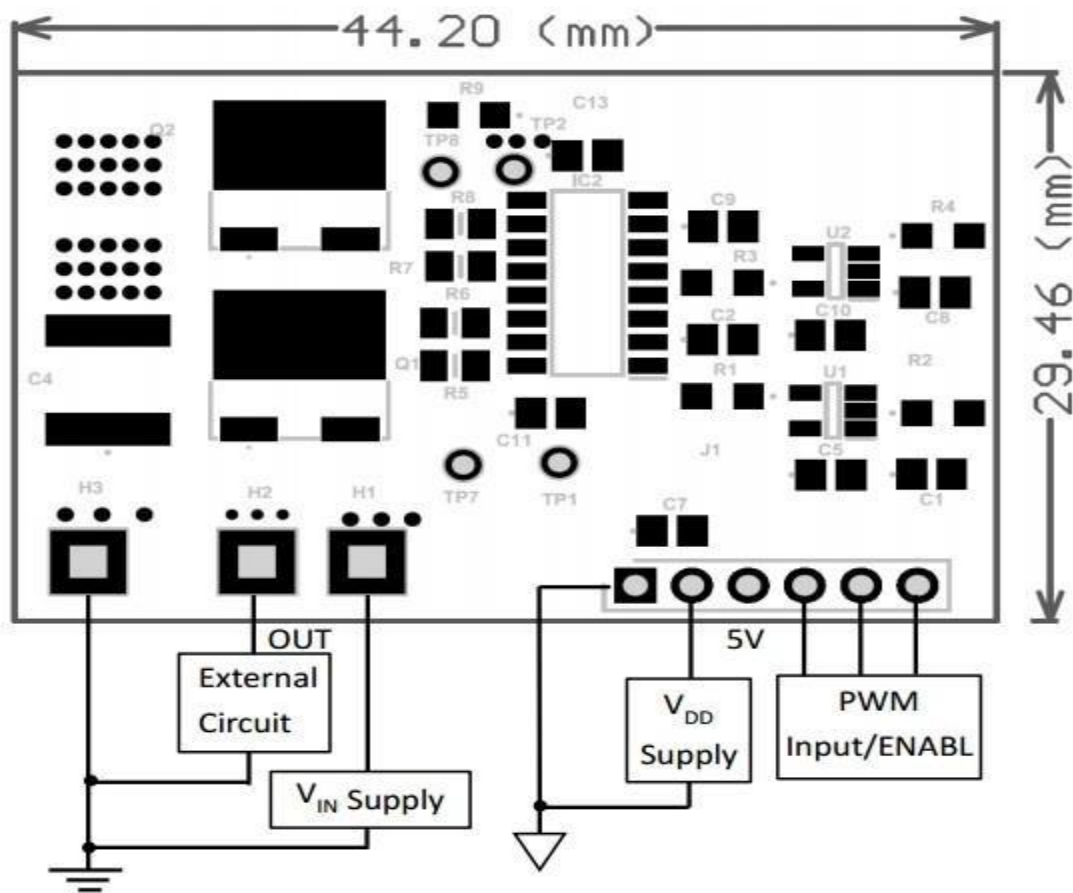 44.20 (mm)
29.46 (mm)
R9
C13
Q2
TP8
TP2
IC2
R8
C9
R4
U2
R7
R3
R6
C10
C8
C2
C4
Q1
R5
R1
U1
R2
C11
J1
C5
C1
H3
H2
H1
TP7
TP1
C7
OUT
5V
External
Circuit
VIN Supply
VDD
Supply
PWM
Input/ENABL